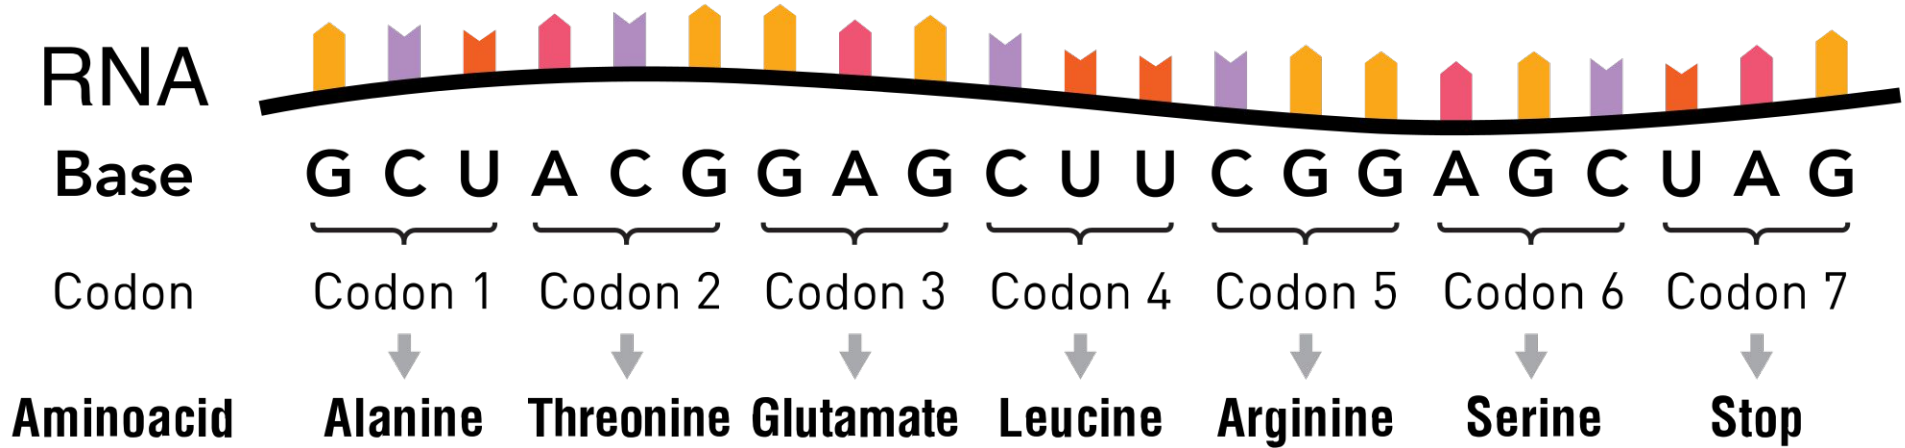 RNA
Base G C U A C G G A G C U U C G G A G C U A G
Codon Codon 1 Codon 2 Codon 3 Codon 4 Codon 5 Codon 6 Codon 7
Aminoacid Alanine Threonine Glutamate Leucine Arginine Serine Stop